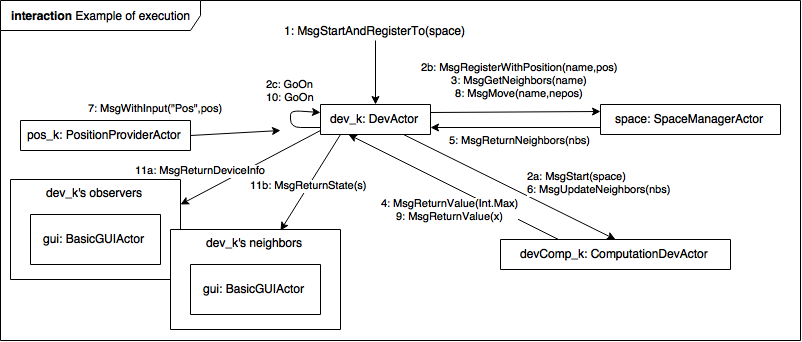 interaction Example of execution
1: MsgStartAndRegisterTo(space)
2b: MsgRegisterWithPosition(name,pos)
3: MsgGetNeighbors(name)
8: MsgMove(name,nepos)
2c: GoOn
10: GoOn
7: MsgWithInput("Pos",pos)
dev_k: DevActor
space: SpaceManagerActor
pos_k: PositionProviderActor
5: MsgReturnNeighbors(nbs)
11a: MsgReturnDeviceInfo
2a: MsgStart(space)
6: MsgUpdateNeighbors(nbs)
11b: MsgReturnState(s)
dev_k's observers
4: MsgReturnValue(Int.Max)
9: MsgReturnValue(x)
gui: BasicGUIActor
dev_k's neighbors
devComp_k: ComputationDevActor
gui: BasicGUIActor